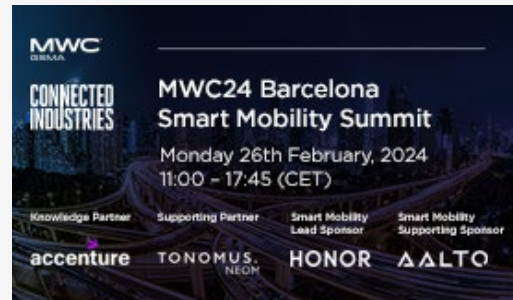 MWC
GSMA
CONNECTED
INDUSTRIES
MWC24 Barcelona
Smart Mobility Summit
Monday 26th February, 2024
11:00 – 17:45 (CET)
Knowledge Partner
accenture
Supporting Partner
TONOMUS.
NEOM
Smart Mobility
Lead Sponsor
HONOR
Smart Mobility
Supporting Sponsor
AALTO